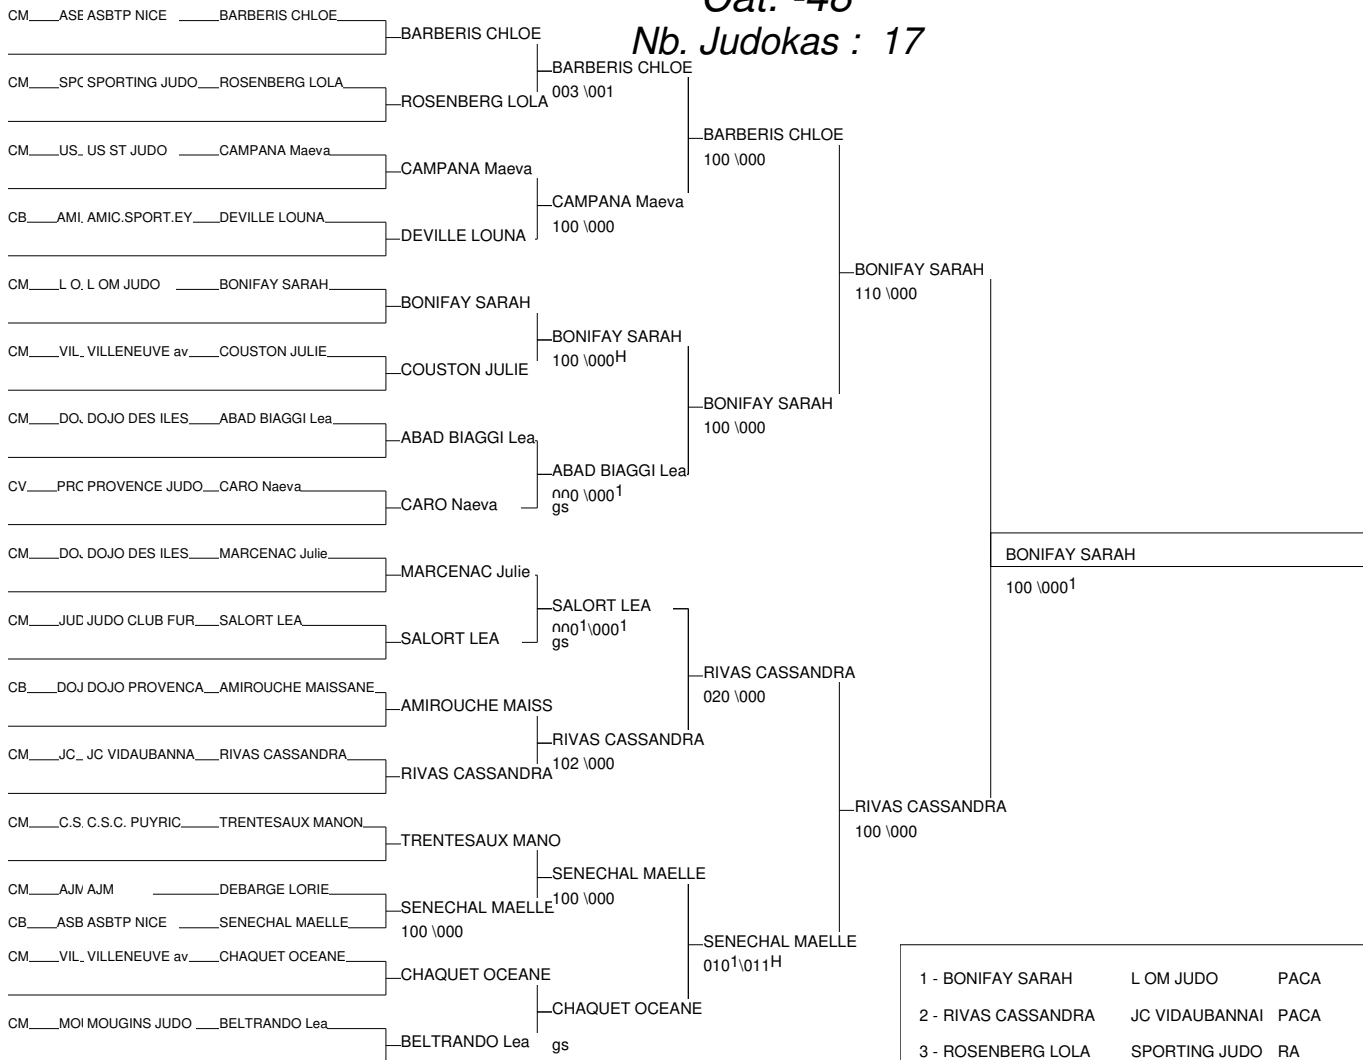 Cat. -48
Nb. Judokas : 17
CM ASE ASBTP NICE BARBERIS CHLOE
CM SPC SPORTING JUDO ROSENBERG LOLA
CM US_ US ST JUDO CAMPANA Maeva
CB AMI. AMIC.SPORT.EY DEVILLE LOUNA
CM L O. L OM JUDO BONIFAY SARAH
CM VIL_ VILLENEUVE av COUSTON JULIE
CM DO. DOJO DES ILES ABAD BIAGGI Lea
CV PRC PROVENCE JUDO CARO Naeva
CM DO. DOJO DES ILES MARCENAC Julie
CM JUD JUDO CLUB FUR SALORT LEA
CB DOJ DOJO PROVENCA AMIROUCHE MAISSANE
CM JC_ JC VIDAUBANNA RIVAS CASSANDRA
CM C.S. C.S.C. PUYRIC TRENTESAUX MANON
CM AJM AJM DEBARGE LORIE
CB ASB ASBTP NICE SENECHAL MAELLE
CM VIL_ VILLENEUVE av CHAQUET OCEANE
CM MOI MOUGINS JUDO BELTRANDO Lea
BARBERIS CHLOE
ROSENBERG LOLA
CAMPANA Maeva
DEVILLE LOUNA
BONIFAY SARAH
COUSTON JULIE
ABAD BIAGGI Lea
CARO Naeva
MARCENAC Julie
SALORT LEA
AMIROUCHE MAISS
RIVAS CASSANDRA
TRENTESAUX MANO
SENECHAL MAELLE
100 \000
CHAQUET OCEANE
BELTRANDO Lea
BARBERIS CHLOE
003 \001
CAMPANA Maeva
100 \000
BONIFAY SARAH
100 \000H
ABAD BIAGGI Lea
000 \0001
gs
SALORT LEA
0001\0001
gs
RIVAS CASSANDRA
102 \000
SENECHAL MAELLE
100 \000
CHAQUET OCEANE
gs
BARBERIS CHLOE
100 \000
BONIFAY SARAH
100 \000
RIVAS CASSANDRA
020 \000
SENECHAL MAELLE
0101\011H
BONIFAY SARAH
110 \000
RIVAS CASSANDRA
100 \000
BONIFAY SARAH
100 \0001
1 - BONIFAY SARAH L OM JUDO PACA
2 - RIVAS CASSANDRA JC VIDAUBANNAI PACA
3 - ROSENBERG LOLA SPORTING JUDO RA